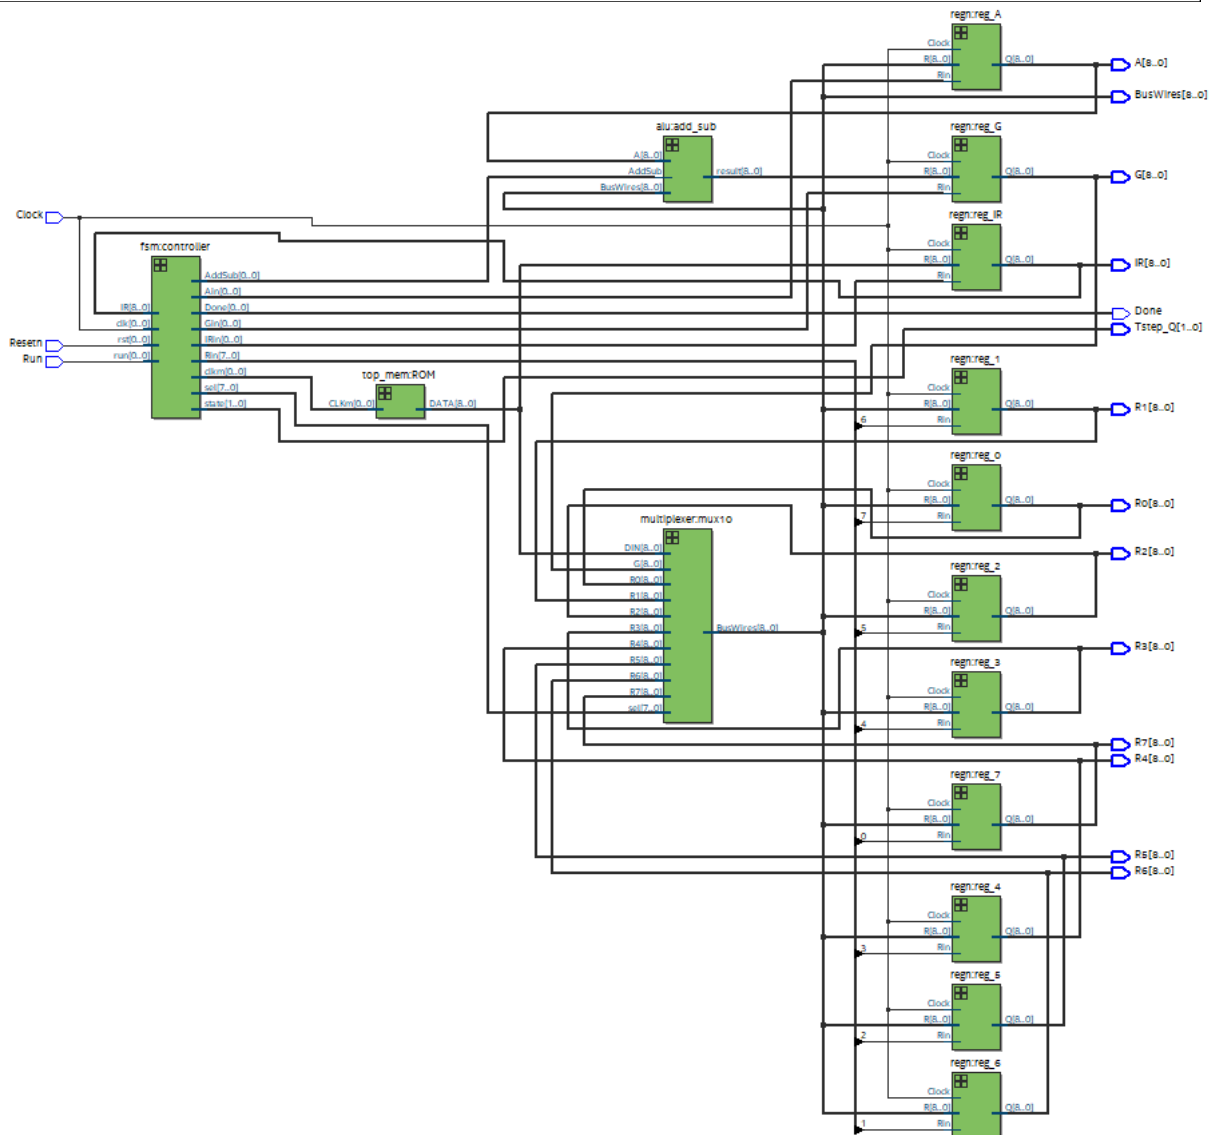 regn:reg_A
Clock
R[8..0]
Rin
Q[8..0]
A[8..0]
BusWires[8..0]
alu:add_sub
A[8..0]
AddSub
BusWires[8..0]
result[8..0]
regn:reg_G
Clock
R[8..0]
Rin
Q[8..0]
G[8..0]
Clock
regn:reg_IR
Clock
R[8..0]
Rin
Q[8..0]
IR[8..0]
fsm:controller
IR[8..0]
clk[0..0]
rst[0..0]
run[0..0]
AddSub[0..0]
Ain[0..0]
Done[0..0]
Gin[0..0]
IRin[0..0]
Rin[7..0]
clkm[0..0]
sel[7..0]
state[1..0]
Resetn
Run
Done
Tstep_Q[1..0]
top_mem:ROM
CLKm[0..0]
DATA[8..0]
regn:reg_1
Clock
R[8..0]
6
Rin
Q[8..0]
R1[8..0]
regn:reg_0
Clock
R[8..0]
7
Rin
Q[8..0]
R0[8..0]
multiplexer:mux10
DIN[8..0]
G[8..0]
R0[8..0]
R1[8..0]
R2[8..0]
R3[8..0]
R4[8..0]
R5[8..0]
R6[8..0]
R7[8..0]
sel[7..0]
BusWires[8..0]
R2[8..0]
regn:reg_2
Clock
R[8..0]
5
Rin
Q[8..0]
R3[8..0]
regn:reg_3
Clock
R[8..0]
4
Rin
Q[8..0]
R7[8..0]
R4[8..0]
regn:reg_7
Clock
R[8..0]
0
Rin
Q[8..0]
R5[8..0]
R6[8..0]
regn:reg_4
Clock
R[8..0]
3
Rin
Q[8..0]
regn:reg_5
Clock
R[8..0]
2
Rin
Q[8..0]
regn:reg_6
Clock
R[8..0]
1
Rin
Q[8..0]